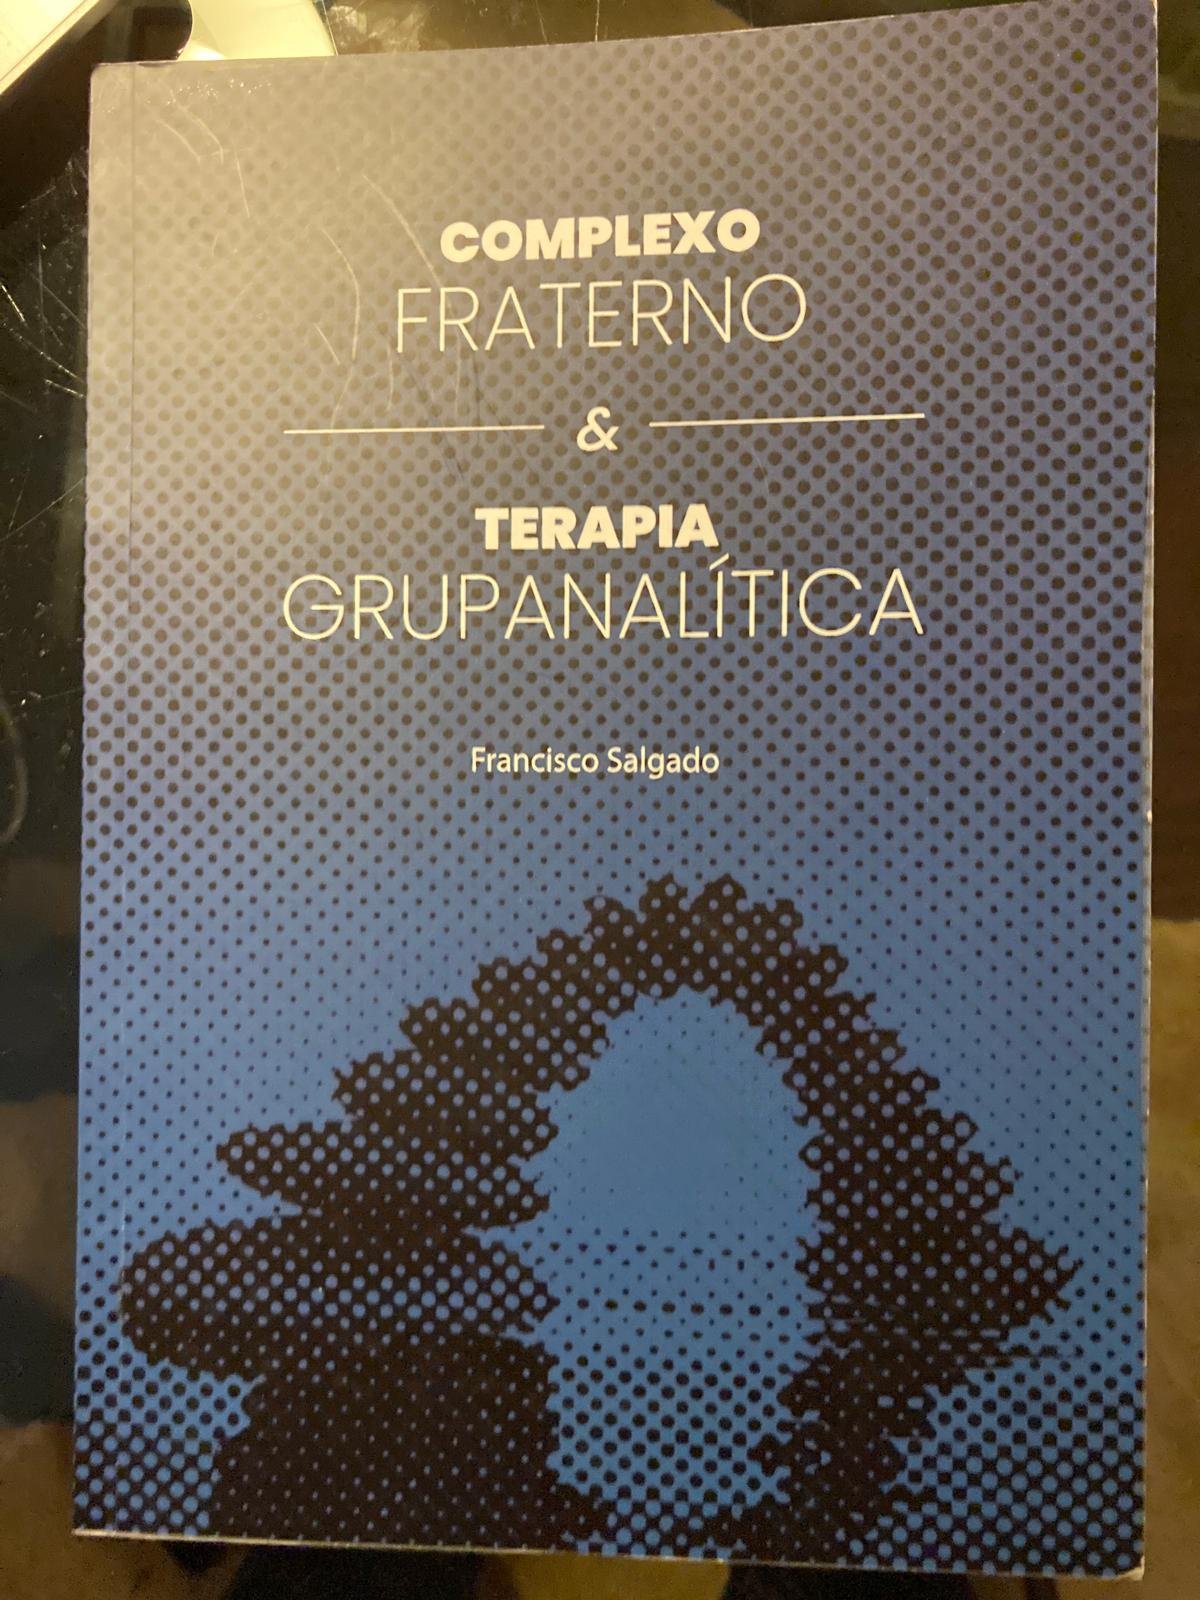 COMPLEXO
FRATERNO
&
TERAPIA
GRUPANALÍTICA
Francisco Salgado